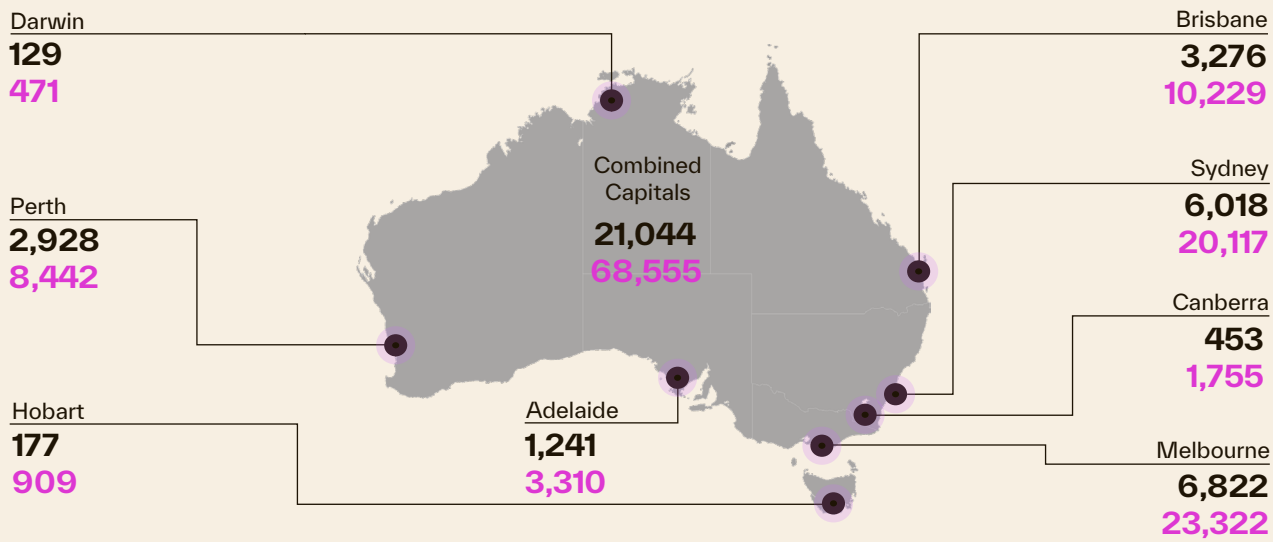 Darwin
129
471
Brisbane
3,276
10,229
Combined
Capitals
21,044
68,555
Sydney
6,018
20,117
Perth
2,928
8,442
Canberra
453
1,755
Hobart
177
909
Adelaide
1,241
3,310
Melbourne
6,822
23,322